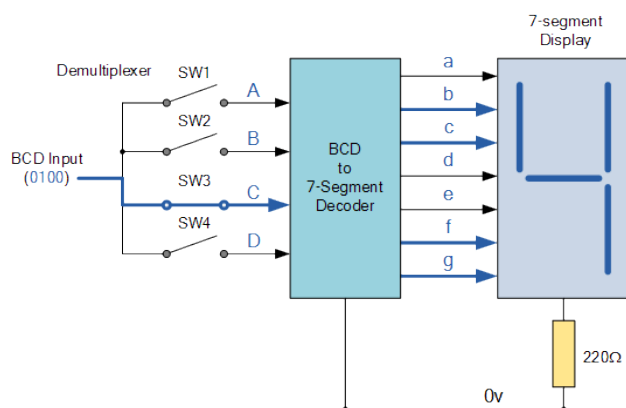 7-segment
Display
Demultiplexer
SW1
A
a
SW2
B
b
BCD Input
(0100)
SW3
C
c
SW4
D
d
BCD
to
7-Segment
Decoder
e
f
g
220Ω
0v